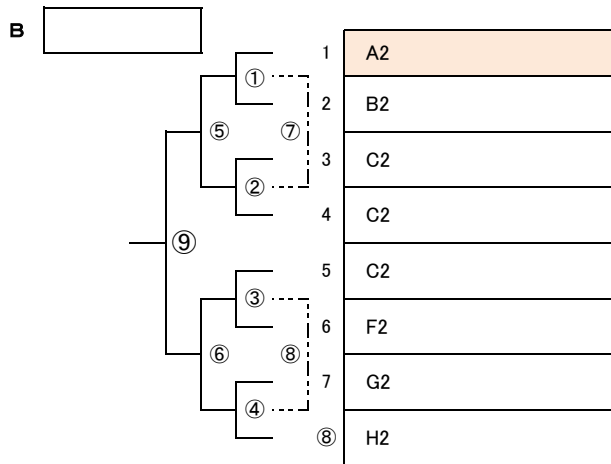 B
1 A2
①
2 B2
⑤ ⑦
3 C2
②
4 C2
⑨
5 C2
③
6 F2
⑥ ⑧
7 G2
④
⑧ H2